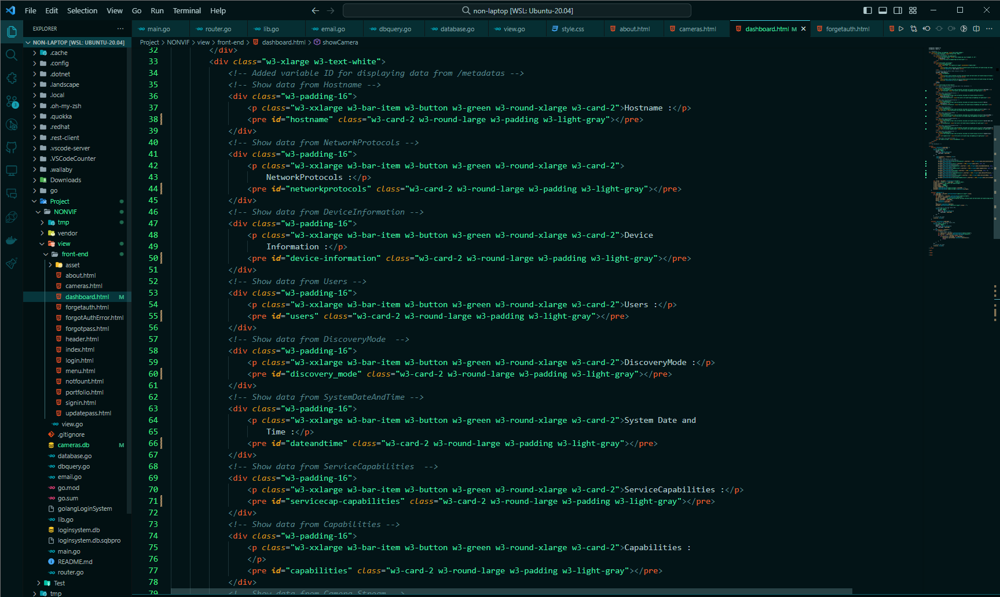 File Edit Selection View Go Run Terminal Help
non-laptop [WSL: Ubuntu-20.04]
EXPLORER
main.go router.go lib.go email.go dbquery.go database.go view.go style.css about.html cameras.html dashboard.html M forgetauth.html
NON-LAPTOP [WSL: UBUNTU-20.04]
Project > NONVIF > view > front-end > dashboard.html > showCamera
.cache
.config
.dotnet
.landscape
.local
.oh-my-zsh
.quokka
.redhat
.rest-client
.vscode-server
.VSCodeCounter
.wallaby
Downloads
go
Project
NONVIF
tmp
vendor
view
front-end
asset
about.html
cameras.html
dashboard.html M
forgetauth.html
forgotAuthError.html
forgotpass.html
header.html
index.html
login.html
menu.html
notfount.html
portfolio.html
signin.html
updatepass.html
view.go
.gitignore
cameras.db M
database.go
dbquery.go
email.go
go.mod
go.sum
golangLoginSystem
lib.go
loginsystem.db
loginsystem.db.sqbpro
main.go
README.md
router.go
Test
tmp
3
32 </div>
33 <div class="w3-xlarge w3-text-white">
34 <!-- Added variable ID for displaying data from /metadatas -->
35 <!-- Show data from Hostname -->
36 <div class="w3-padding-16">
37 <p class="w3-xxlarge w3-bar-item w3-button w3-green w3-round-xlarge w3-card-2">Hostname :</p>
38 <pre id="hostname" class="w3-card-2 w3-round-large w3-padding w3-light-gray"></pre>
39 </div>
40 <!-- Show data from NetworkProtocols -->
41 <div class="w3-padding-16">
42 <p class="w3-xxlarge w3-bar-item w3-button w3-green w3-round-xlarge w3-card-2">
43 NetworkProtocols :</p>
44 <pre id="networkprotocols" class="w3-card-2 w3-round-large w3-padding w3-light-gray"></pre>
45 </div>
46 <!-- Show data from DeviceInformation -->
47 <div class="w3-padding-16">
48 <p class="w3-xxlarge w3-bar-item w3-button w3-green w3-round-xlarge w3-card-2">Device
49 Information :</p>
50 <pre id="device-information" class="w3-card-2 w3-round-large w3-padding w3-light-gray"></pre>
51 </div>
52 <!-- Show data from Users -->
53 <div class="w3-padding-16">
54 <p class="w3-xxlarge w3-bar-item w3-button w3-green w3-round-xlarge w3-card-2">Users :</p>
55 <pre id="users" class="w3-card-2 w3-round-large w3-padding w3-light-gray"></pre>
56 </div>
57 <!-- Show data from DiscoveryMode  -->
58 <div class="w3-padding-16">
59 <p class="w3-xxlarge w3-bar-item w3-button w3-green w3-round-xlarge w3-card-2">DiscoveryMode :</p>
60 <pre id="discovery_mode" class="w3-card-2 w3-round-large w3-padding w3-light-gray"></pre>
61 </div>
62 <!-- Show data from SystemDateAndTime -->
63 <div class="w3-padding-16">
64 <p class="w3-xxlarge w3-bar-item w3-button w3-green w3-round-xlarge w3-card-2">System Date and
65 Time :</p>
66 <pre id="dateandtime" class="w3-card-2 w3-round-large w3-padding w3-light-gray"></pre>
67 </div>
68 <!-- Show data from ServiceCapabilities  -->
69 <div class="w3-padding-16">
70 <p class="w3-xxlarge w3-bar-item w3-button w3-green w3-round-xlarge w3-card-2">ServiceCapabilities :</p>
71 <pre id="servicecap-capabilities" class="w3-card-2 w3-round-large w3-padding w3-light-gray"></pre>
72 </div>
73 <!-- Show data from Capabilities -->
74 <div class="w3-padding-16">
75 <p class="w3-xxlarge w3-bar-item w3-button w3-green w3-round-xlarge w3-card-2">Capabilities :
76 </p>
77 <pre id="capabilities" class="w3-card-2 w3-round-large w3-padding w3-light-gray"></pre>
78 </div>
79 <!-- Show data from Camera Stream -->